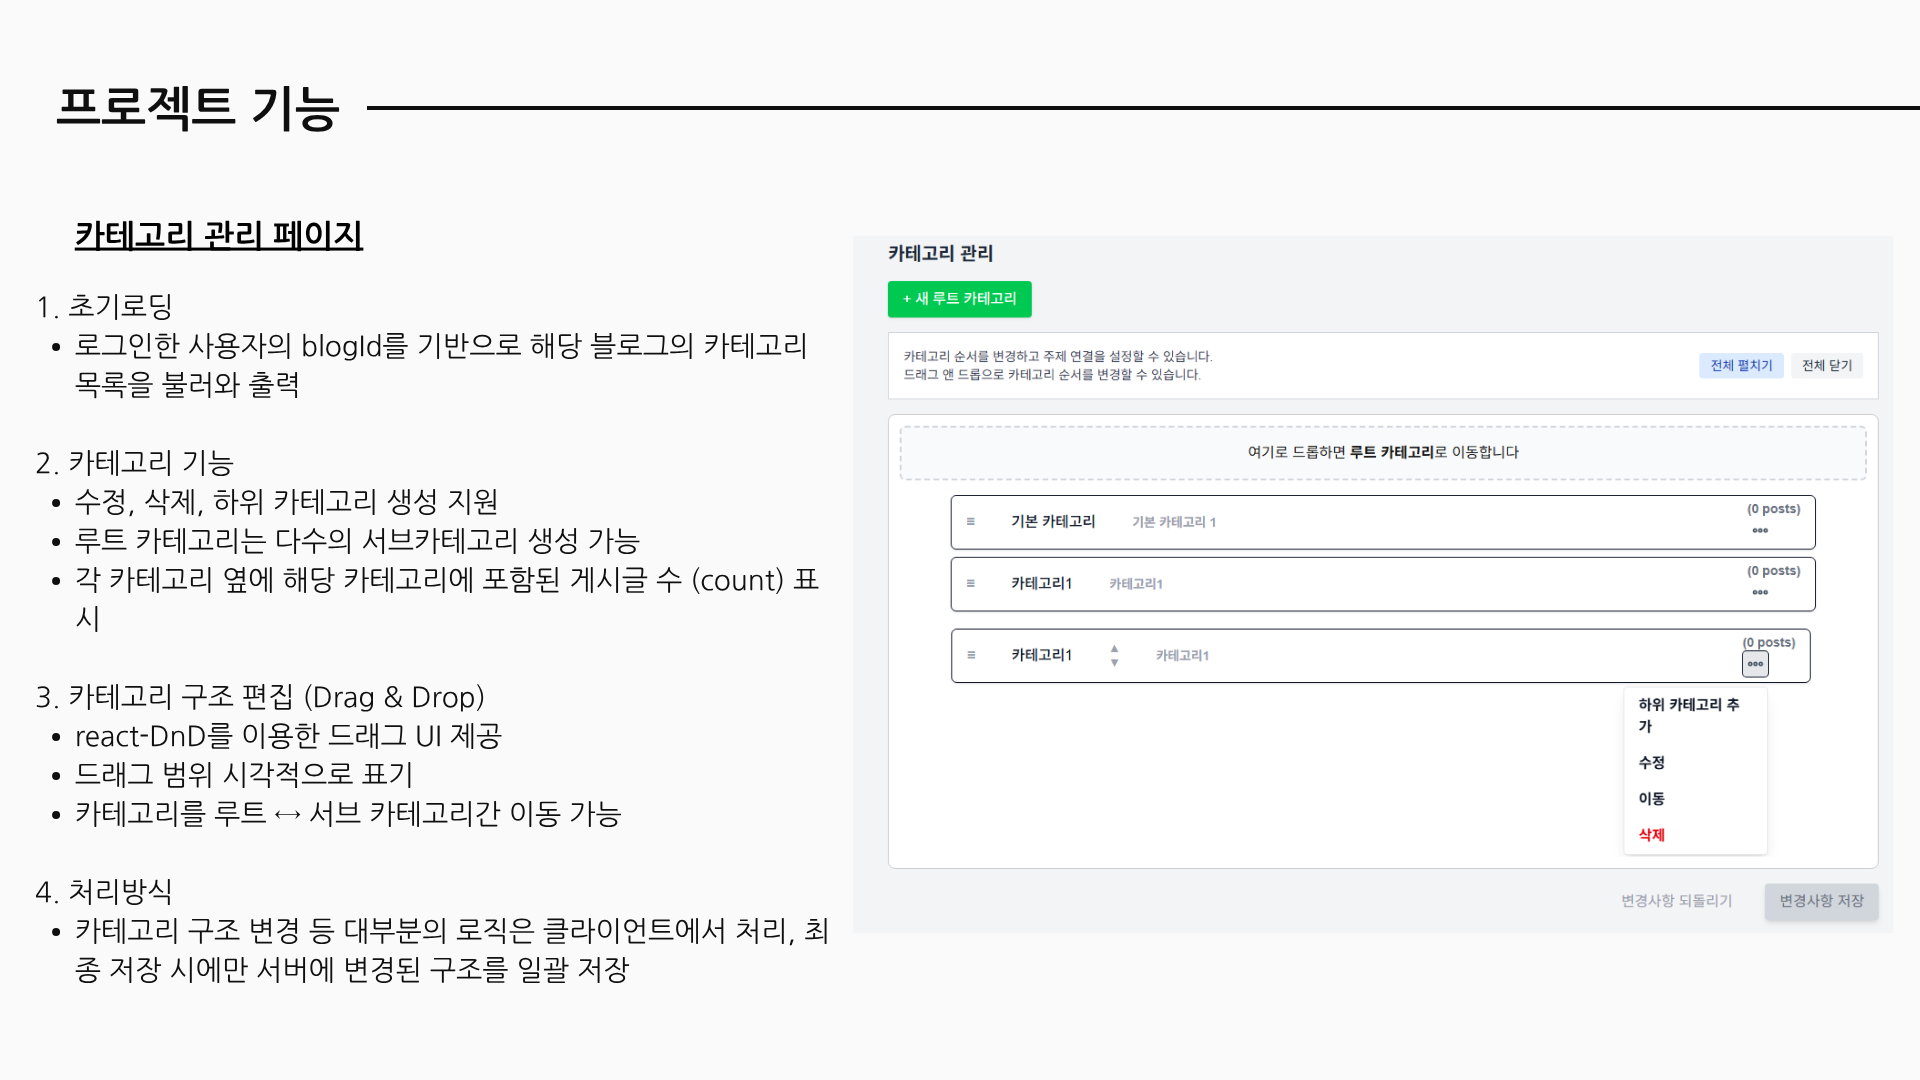 프로젝트 기능
카테고리 관리 페이지
1. 초기로딩
• 로그인한 사용자의 blogId를 기반으로 해당 블로그의 카테고리
목록을 불러와 출력
2. 카테고리 기능
• 수정, 삭제, 하위 카테고리 생성 지원
• 루트 카테고리는 다수의 서브카테고리 생성 가능
• 각 카테고리 옆에 해당 카테고리에 포함된 게시글 수 (count) 표
시
3. 카테고리 구조 편집 (Drag & Drop)
• react-DnD를 이용한 드래그 UI 제공
• 드래그 범위 시각적으로 표기
• 카테고리를 루트 ↔ 서브 카테고리간 이동 가능
4. 처리방식
• 카테고리 구조 변경 등 대부분의 로직은 클라이언트에서 처리, 최
종 저장 시에만 서버에 변경된 구조를 일괄 저장
카테고리 관리
+ 새 루트 카테고리
카테고리 순서를 변경하고 주제 연결을 설정할 수 있습니다.
드래그 앤 드롭으로 카테고리 순서를 변경할 수 있습니다.
전체 펼치기 전체 닫기
여기로 드롭하면 루트 카테고리로 이동합니다
기본 카테고리 기본 카테고리 1 (0 posts)
카테고리1 카테고리1 (0 posts)
카테고리1 카테고리1 (0 posts)
하위 카테고리 추
가
수정
이동
삭제
변경사항 되돌리기 변경사항 저장